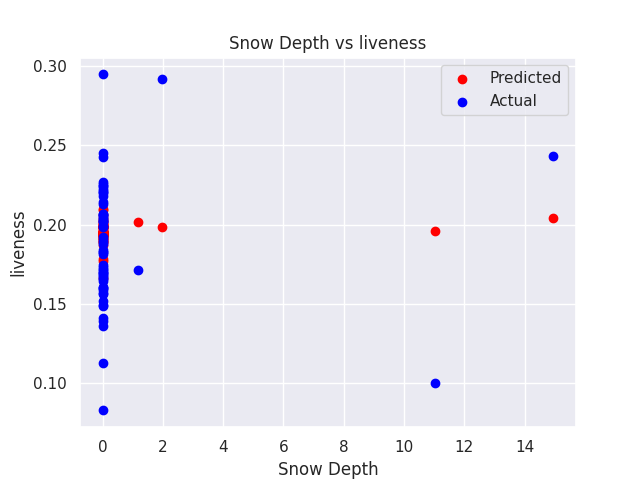 Snow Depth vs liveness
Predicted
Actual
0.30
0.25
0.20
0.15
0.10
liveness
0 2 4 6 8 10 12 14
Snow Depth